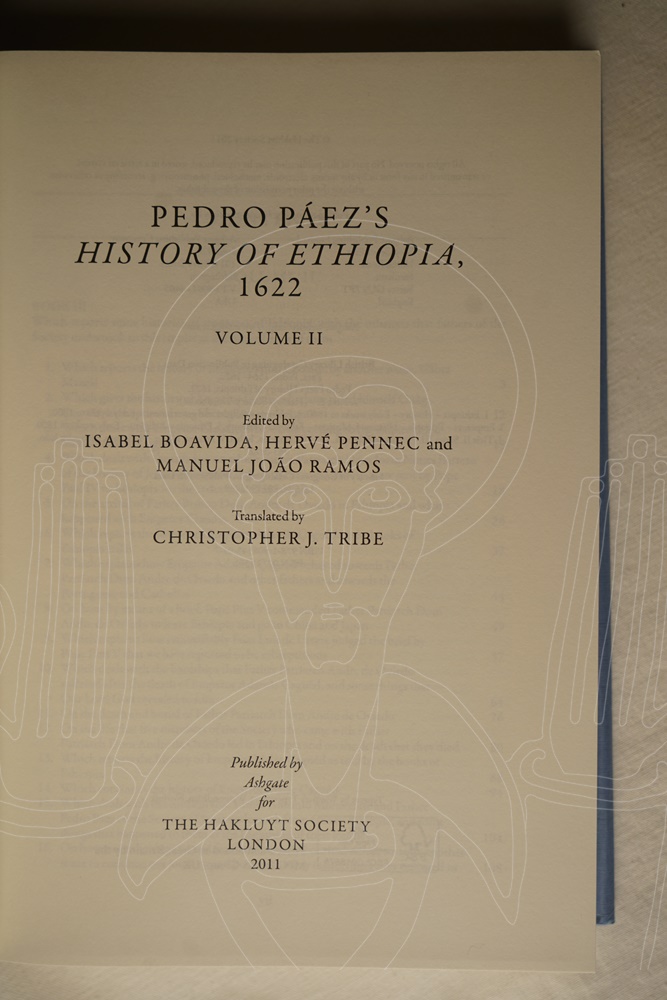 PEDRO PÁEZ'S
HISTORY OF ETHIOPIA,
1622
VOLUME II
Edited by
ISABEL BOAVIDA, HERVÉ PENNEC and
MANUEL JOÃO RAMOS
Translated by
CHRISTOPHER J. TRIBE
Published by
Ashgate
for
THE HAKLUYT SOCIETY
LONDON
2011